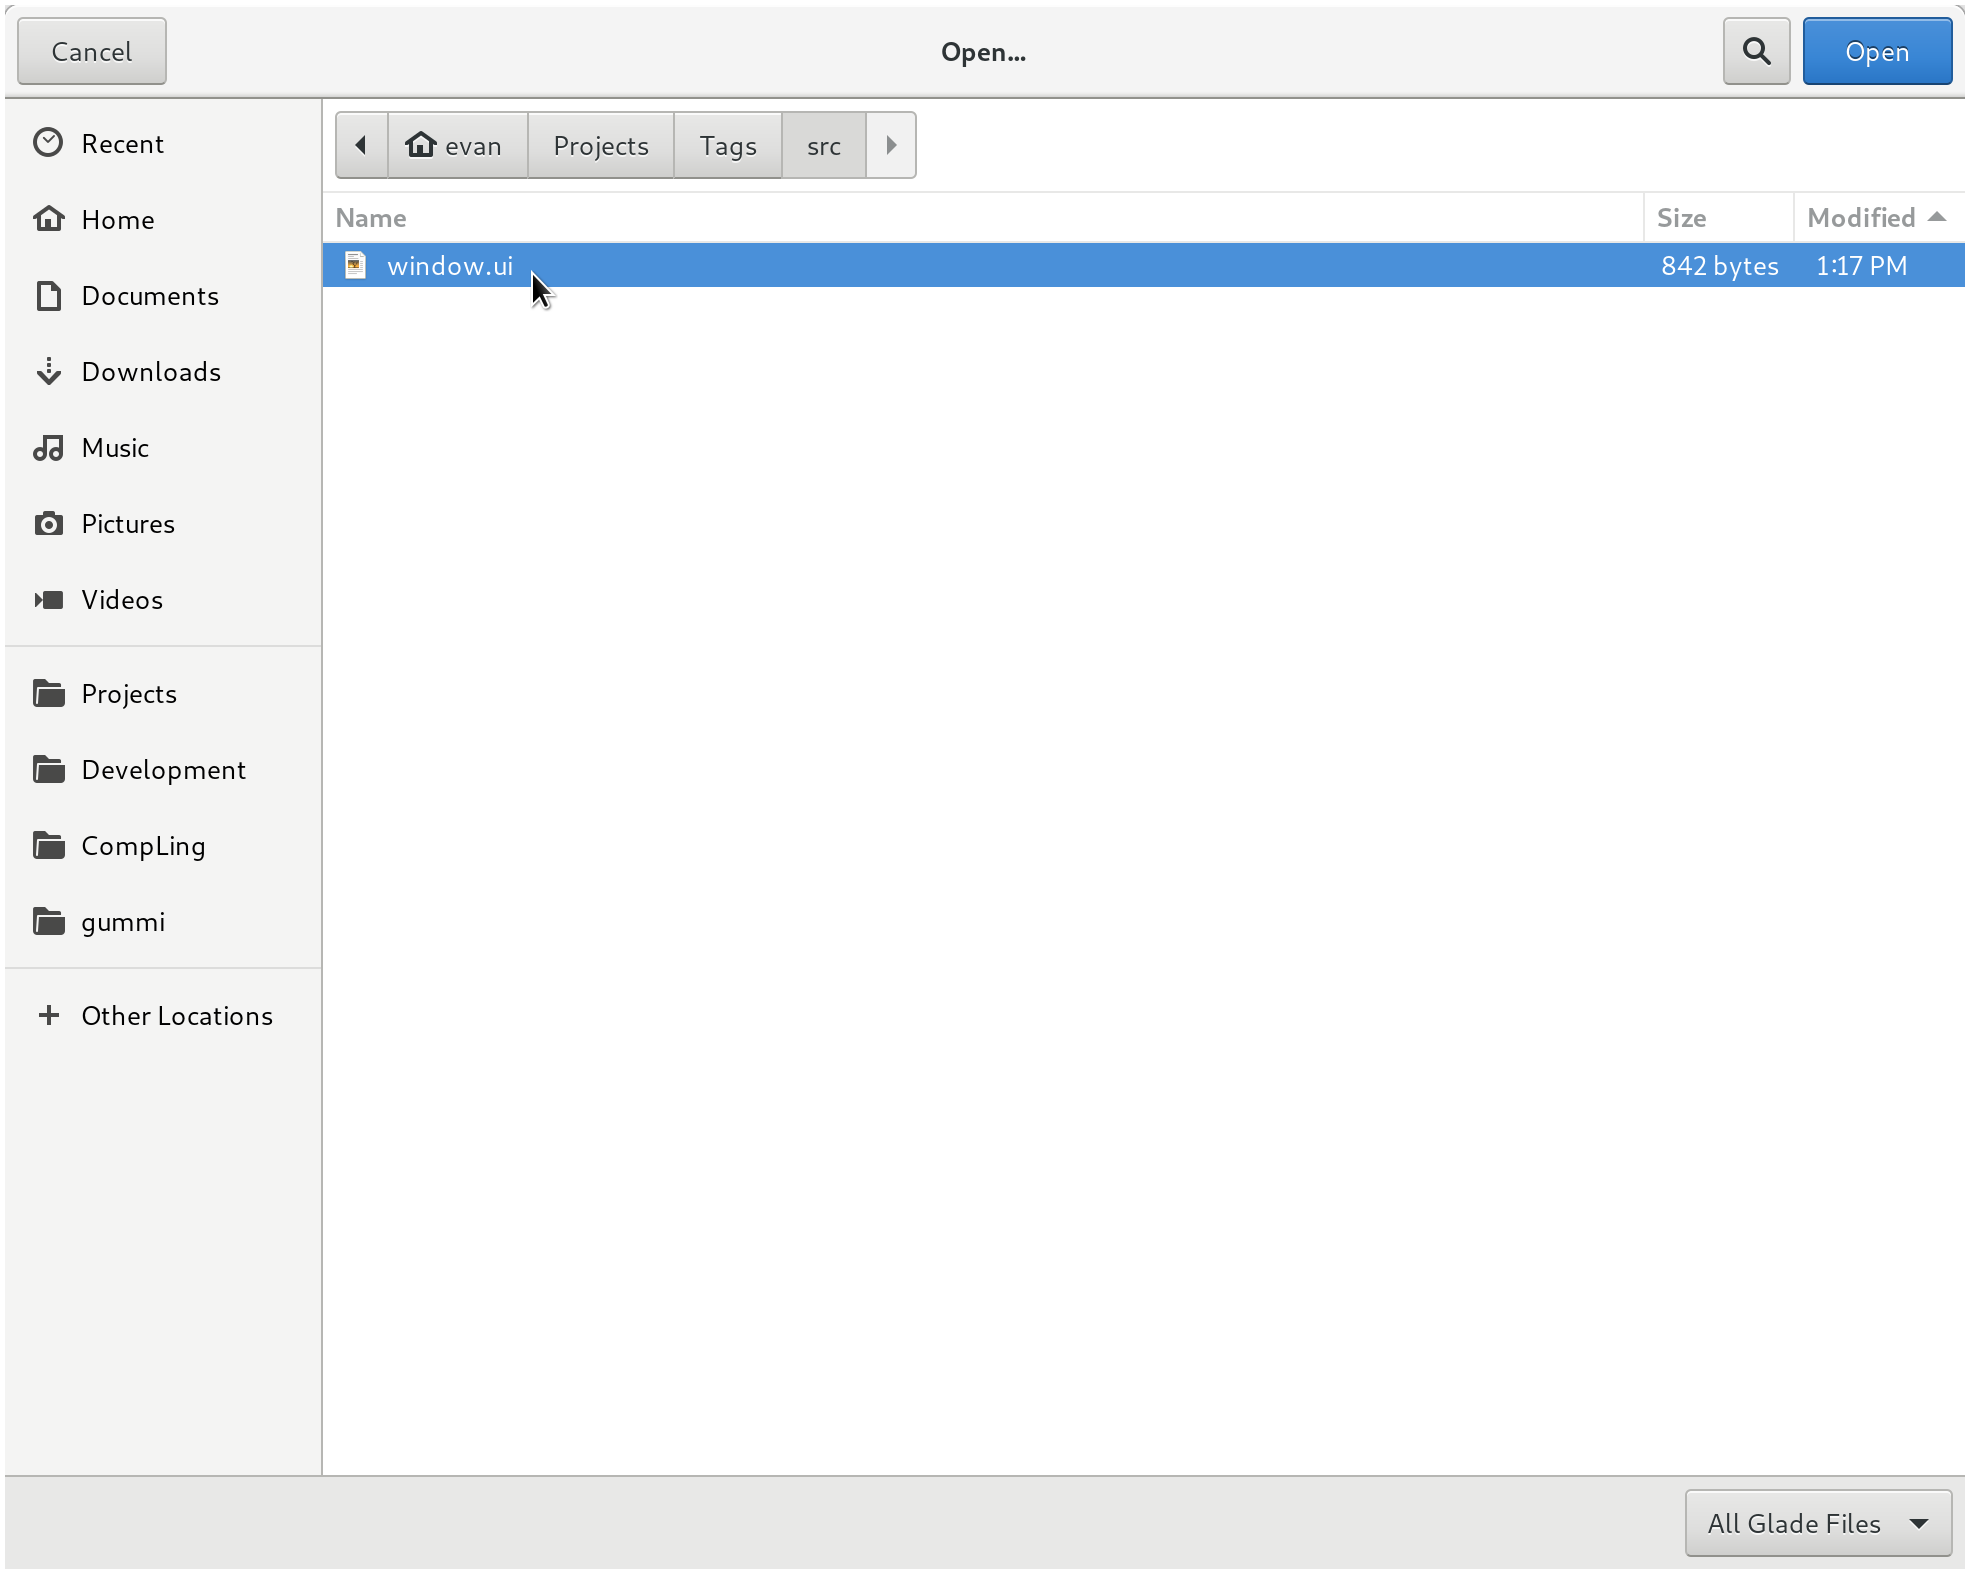 Cancel Open... Open
Recent
Home
Documents
Downloads
Music
Pictures
Videos
Projects
Development
CompLing
gummi
Other Locations
evan Projects Tags src
Name Size Modified
window.ui 842 bytes 1:17 PM
All Glade Files